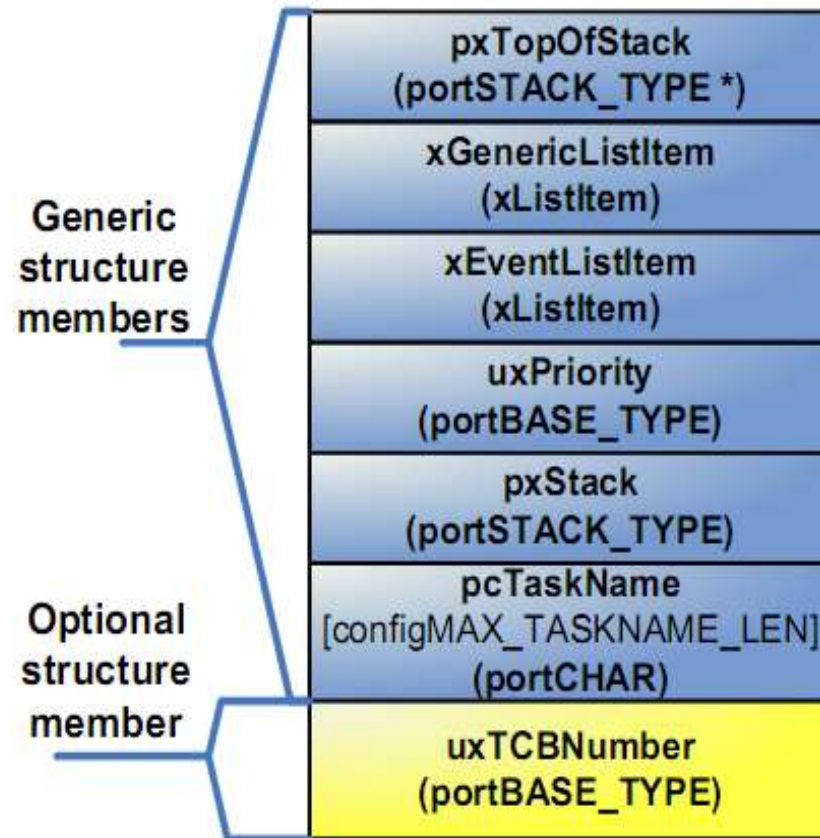 pxTopOfStack
(portSTACK_TYPE *)
xGenericListItem
(xListItem)
xEventListItem
(xListItem)
uxPriority
(portBASE_TYPE)
pxStack
(portSTACK_TYPE)
pcTaskName
[configMAX_TASKNAME_LEN]
(portCHAR)
uxTCBNumber
(portBASE_TYPE)
Generic
structure
members
Optional
structure
member